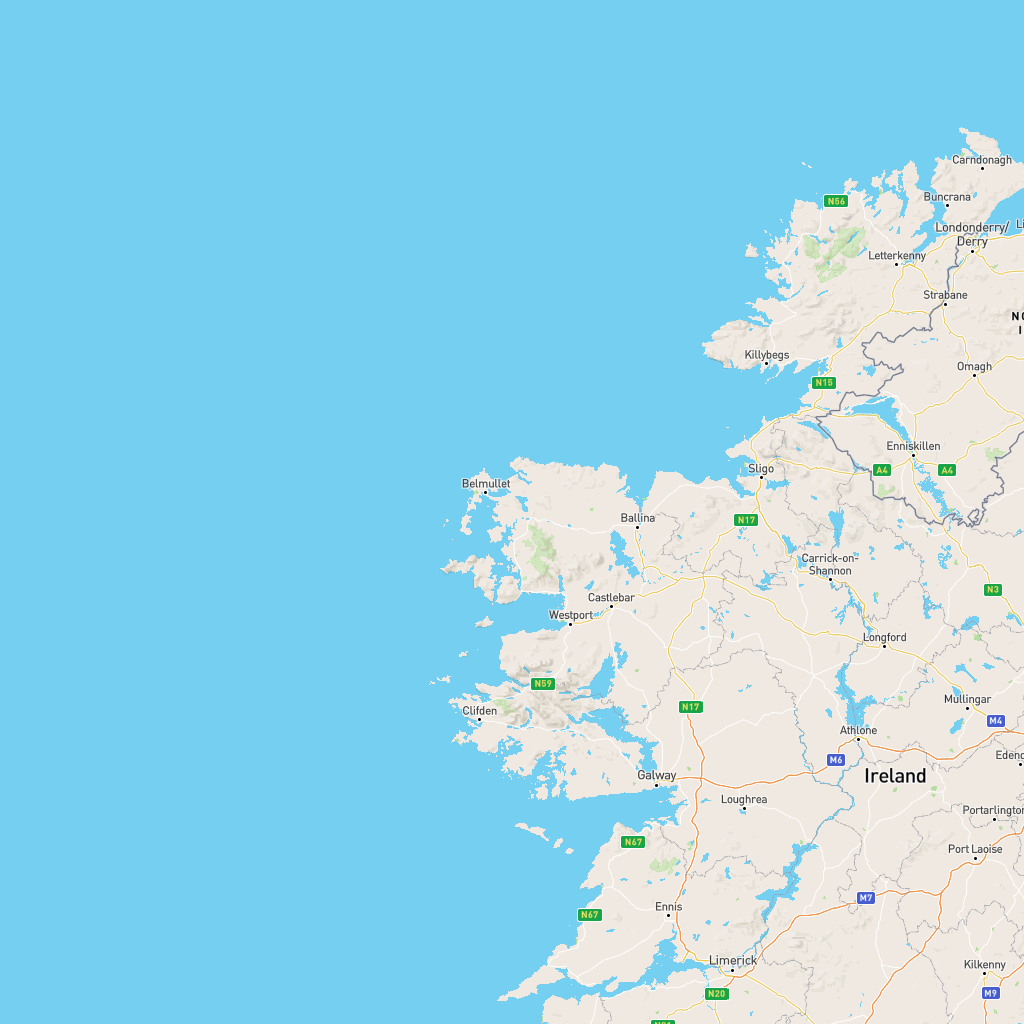 Carndonagh
Buncrana
N56
Londonderry/
Derry
Li
Letterkenny
Strabane
NO
I
Killybegs
Omagh
N15
Enniskillen
Sligo
A4
A4
Belmullet
Ballina
N17
Carrick-on-
Shannon
N3
Castlebar
Westport
Longford
N59
Mullingar
Clifden
N17
M4
Athlone
Edend
M6
Galway
Ireland
Loughrea
Portarlington
N67
Port Laoise
M7
Ennis
N67
Limerick
Kilkenny
N20
M9